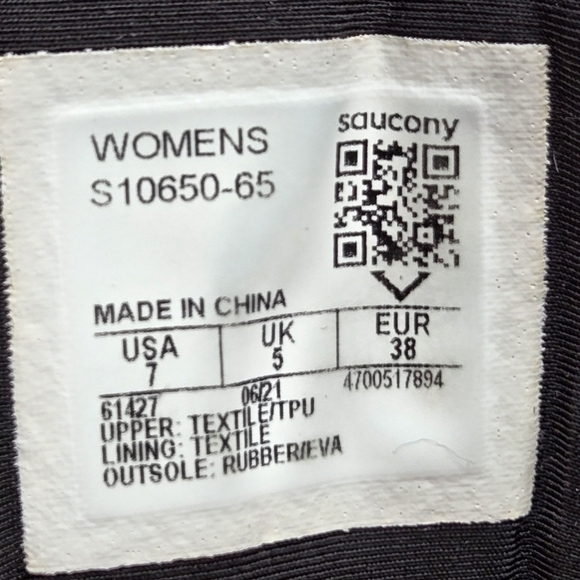 WOMENS
S10650-65
saucony
MADE IN CHINA
USA UK EUR
7 5 38
61427 06/21 4700517894
UPPER: TEXTILE/TPU
LINING: TEXTILE
OUTSOLE: RUBBER/EVA